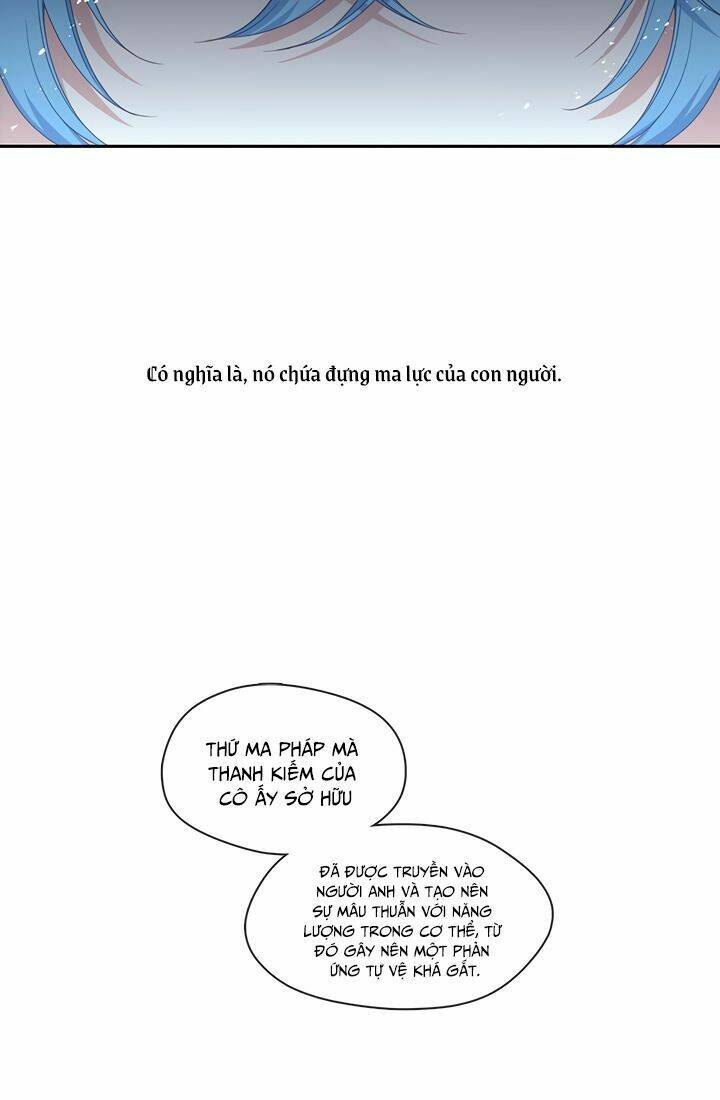 Có nghĩa là, nó chứa đựng ma lực của con người.
THỨ MA PHÁP MÀ
THANH KIẾM CỦA
CÔ ẤY SỞ HỮU
ĐÃ ĐƯỢC TRUYỀN VÀO
NGƯỜI ANH VÀ TẠO NÊN
SỰ MÂU THUẪN VỚI NĂNG
LƯỢNG TRONG CƠ THỂ, TỪ
ĐÓ GÂY NÊN MỘT PHẢN
ỨNG TỰ VỆ KHÁ GẮT.